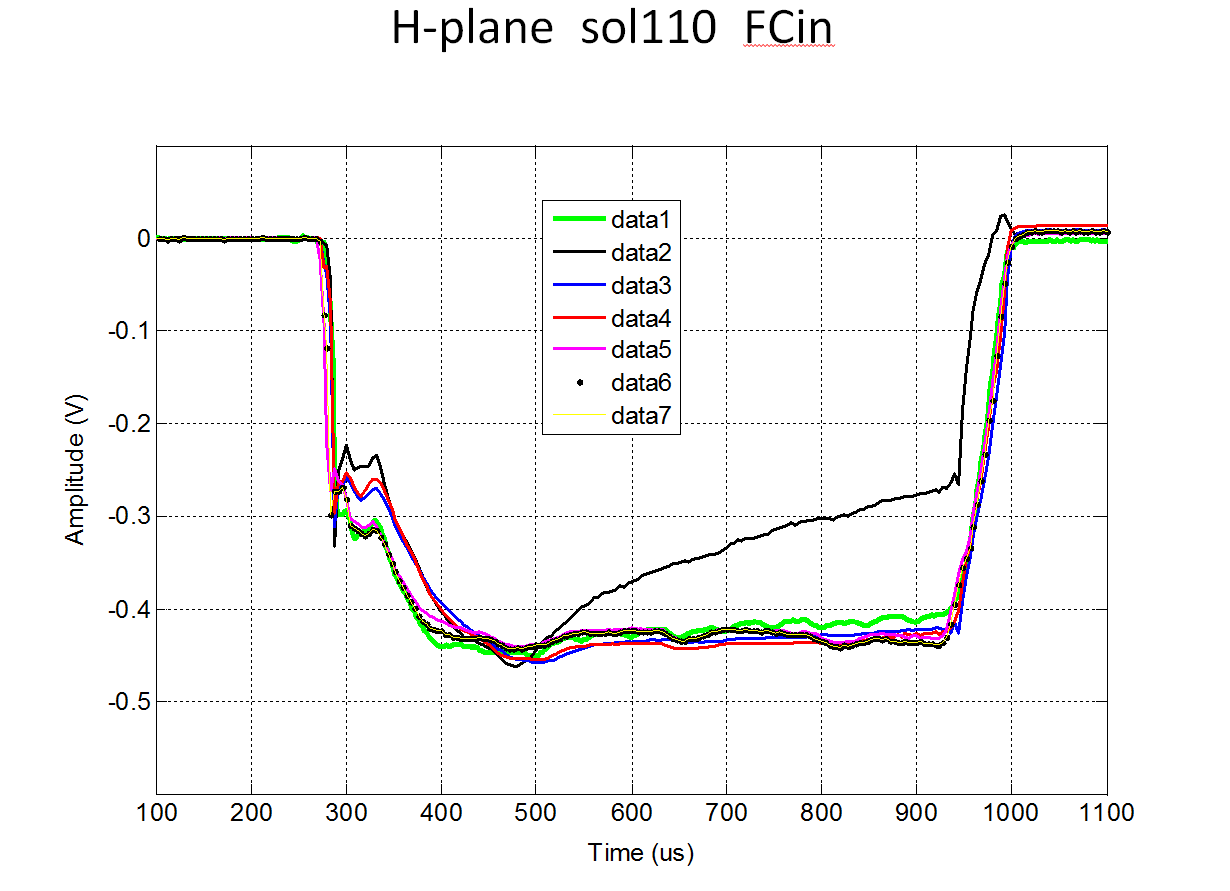 H-plane sol110 FCin
0
-0.1
-0.2
-0.3
-0.4
-0.5
Amplitude (V)
data1
data2
data3
data4
data5
data6
data7
100 200 300 400 500 600 700 800 900 1000 1100
Time (us)